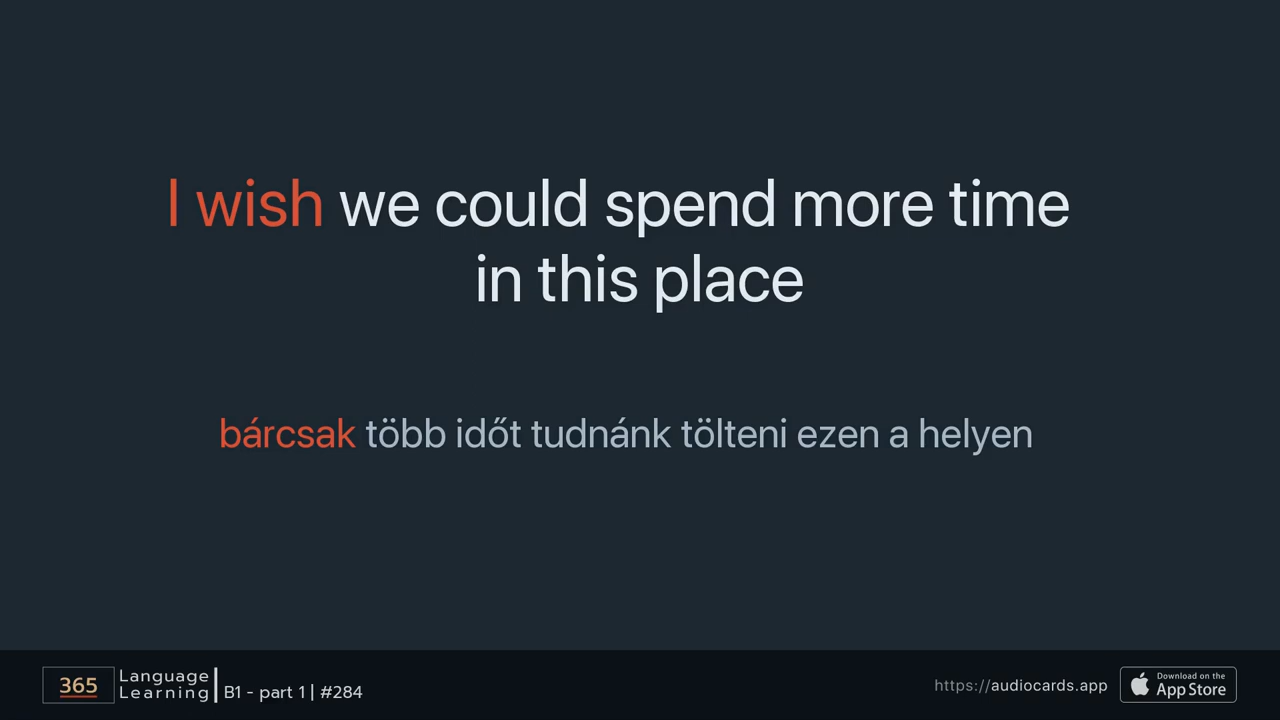 I wish we could spend more time
in this place
bárcsak több időt tudnánk tölteni ezen a helyen
365
Language
Learning
B1 - part 1 | #284
https://audiocards.app
Download on the
App Store